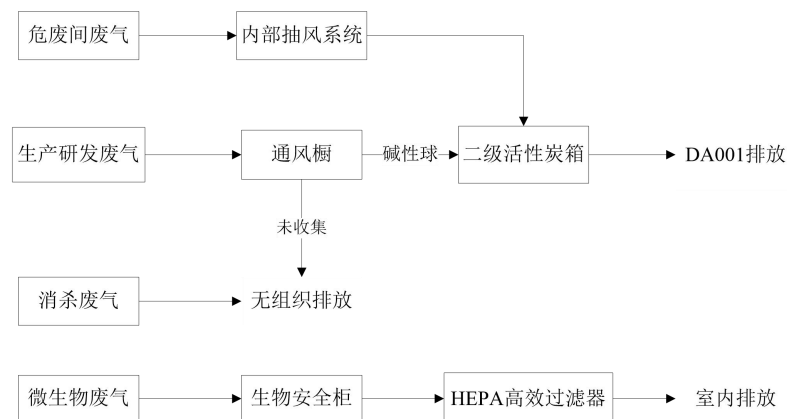 危废间废气
内部抽风系统
生产研发废气
通风橱
碱性球
二级活性炭箱
DA001排放
未收集
消杀废气
无组织排放
微生物废气
生物安全柜
HEPA高效过滤器
室内排放